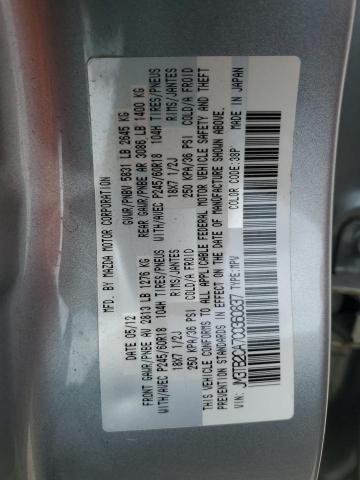 MFD. BY MAZDA MOTOR CORPORATION
DATE 05/12 GVWR/PNBV 5831 LB 2645 KG
FRONT GAWR/PNBE AV 2813 LB 1276 KG REAR GAWR/PNBE AR 3086 LB 1400 KG
WITH/AVEC P245/60R18 104H TIRES/PNEUS WITH/AVEC P245/60R18 104H TIRES/PNEUS
18X7 1/2J RIMS/JANTES 18X7 1/2J RIMS/JANTES
250 KPA/36 PSI COLD/A FROID 250 KPA/36 PSI COLD/A FROID
THIS VEHICLE CONFORMS TO ALL APPLICABLE FEDERAL MOTOR VEHICLE SAFETY AND THEFT
PREVENTION STANDARDS IN EFFECT ON THE DATE OF MANUFACTURE SHOWN ABOVE.
MADE IN JAPAN
VIN: JM3TB2CA7C0360837 TYPE:MPV COLOR CODE:38P